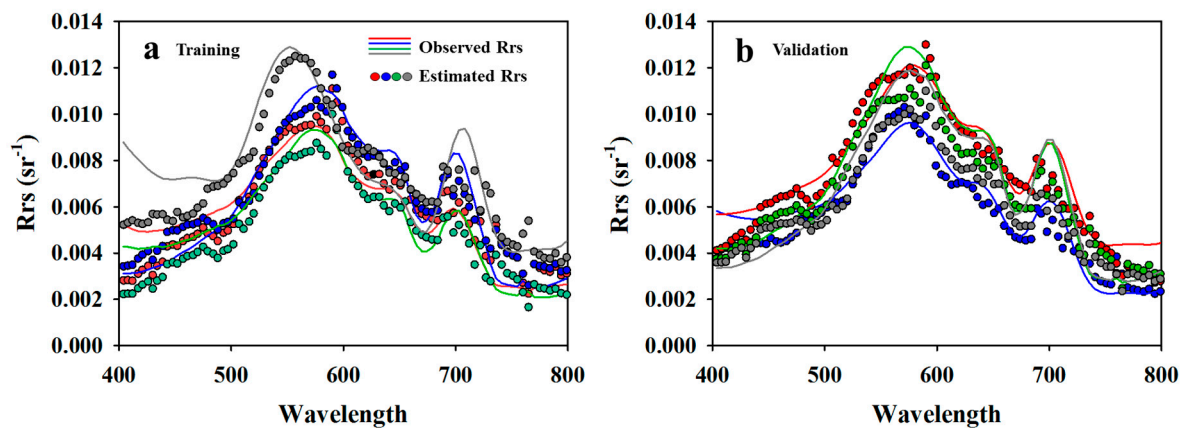 a Training
Observed Rrs
Estimated Rrs
0.014
0.012
0.010
0.008
0.006
0.004
0.002
0.000
Rrs (sr-1)
400 500 600 700 800
Wavelength
b Validation
0.014
0.012
0.010
0.008
0.006
0.004
0.002
0.000
Rrs (sr-1)
400 500 600 700 800
Wavelength